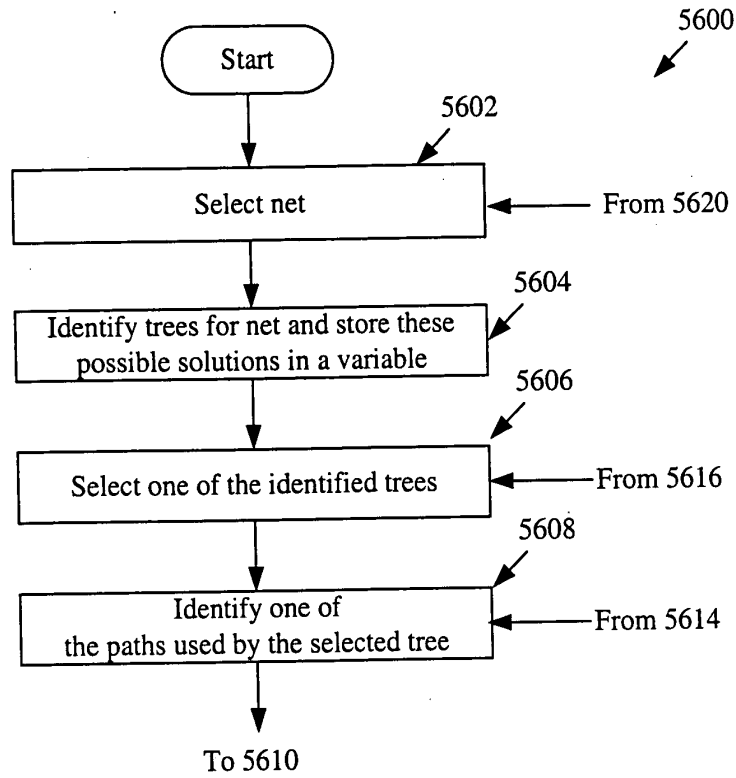 5600
Start
5602
Select net
From 5620
5604
Identify trees for net and store these
possible solutions in a variable
5606
Select one of the identified trees
From 5616
5608
Identify one of
the paths used by the selected tree
From 5614
To 5610